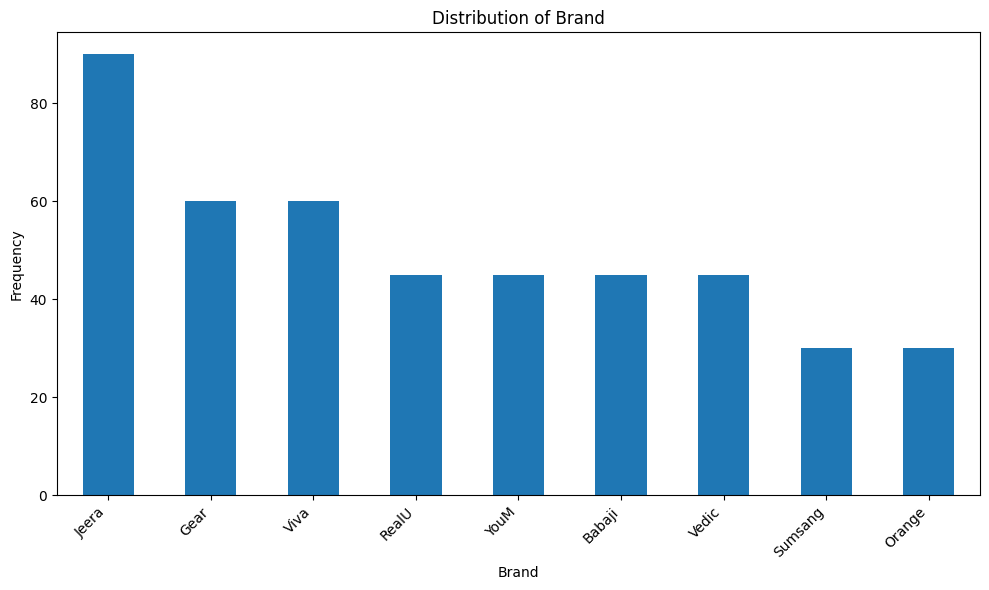 Distribution of Brand
Frequency
80
60
40
20
0
Jeera
Gear
Viva
RealU
YouM
Babaji
Vedic
Sumsang
Orange
Brand